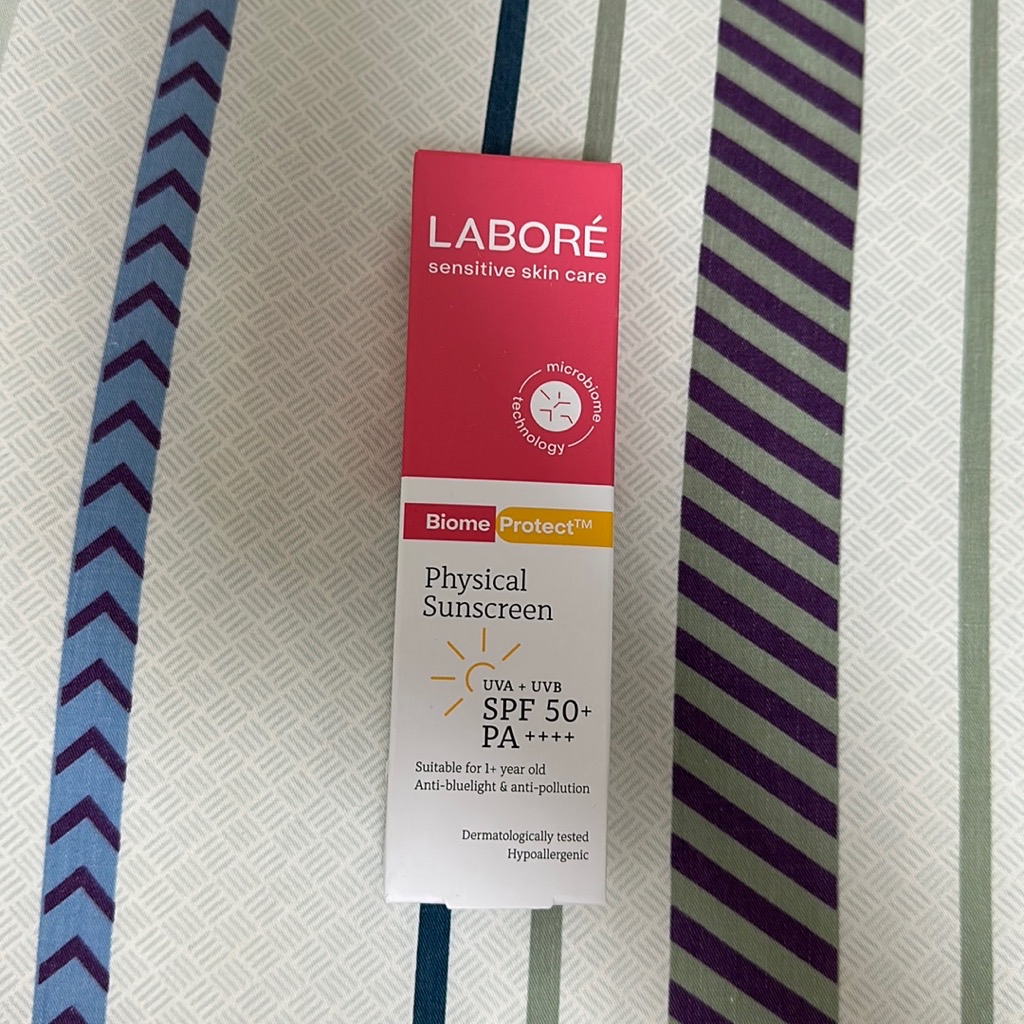 LABORÉ
sensitive skin care
microbiome
technology
Biome Protect™
Physical
Sunscreen
UVA + UVB
SPF 50+
PA ++++
Suitable for 1+ year old
Anti-bluelight & anti-pollution
Dermatologically tested
Hypoallergenic